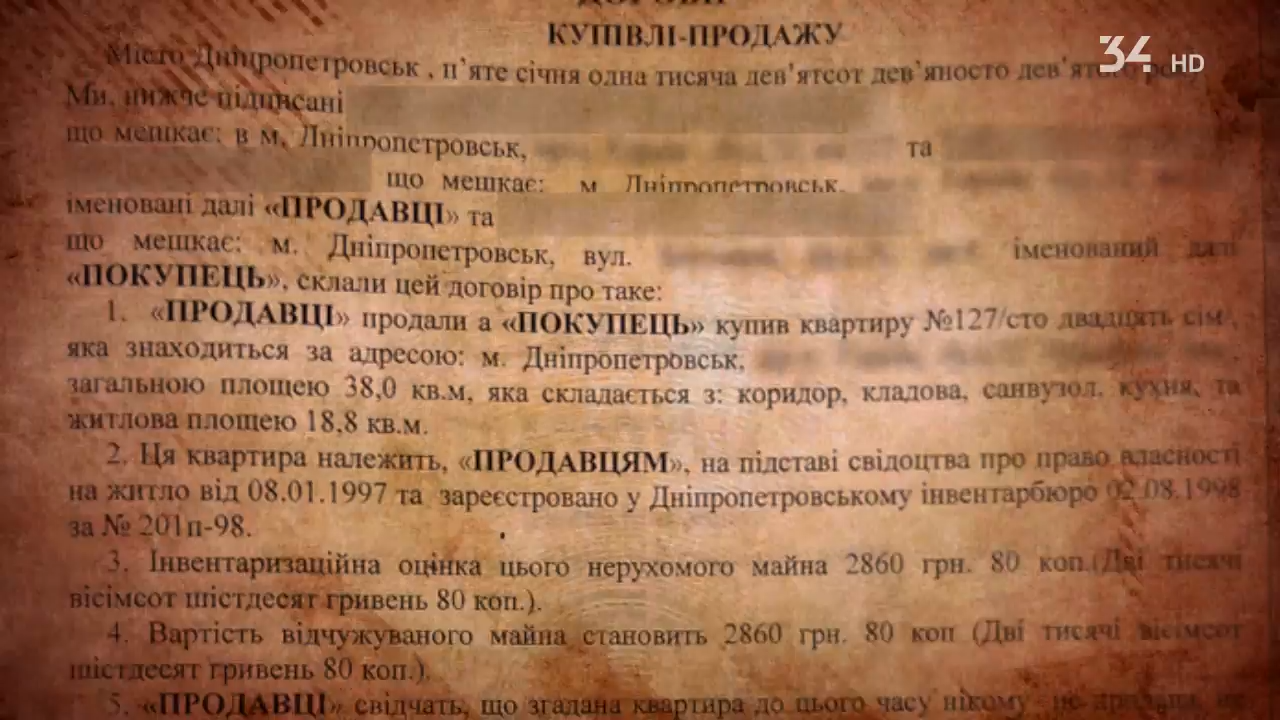 ДОГОВІР
КУПІВЛІ-ПРОДАЖУ
34 HD
Місто Дніпропетровськ , п’яте січня одна тисяча дев’ятсот дев’яносто дев’ятого
Ми, нижче підписані
що мешкає: в м. Дніпропетровськ, та
що мешкає: м Дніпропетровськ,
іменовані далі «ПРОДАВЦІ» та
що мешкає: м. Дніпропетровськ, вул. іменований далі
«ПОКУПЕЦЬ», склали цей договір про таке:
1. «ПРОДАВЦІ» продали а «ПОКУПЕЦЬ» купив квартиру №127/сто двадцять сім/,
яка знаходиться за адресою: м. Дніпропетровськ,
загальною площею 38,0 кв.м, яка складається з: коридор, кладова, санвузол, кухня, та
житлова площею 18,8 кв.м.
2. Ця квартира належить, «ПРОДАВЦЯМ», на підставі свідоцтва про право власності
на житло від 08.01.1997 та зареєстровано у Дніпропетровському інвентарбюро 02.08.1998
за № 201п-98.
3. Інвентаризаційна оцінка цього нерухомого майна 2860 грн. 80 коп.(Дві тисячі
вісімсот шістдесят гривень 80 коп.).
4. Вартість відчужуваного майна становить 2860 грн. 80 коп (Дві тисячі вісімсот
шістдесят гривень 80 коп.).
5. «ПРОДАВЦІ» свідчать, що згадана квартира до цього часу нікому не продана, не